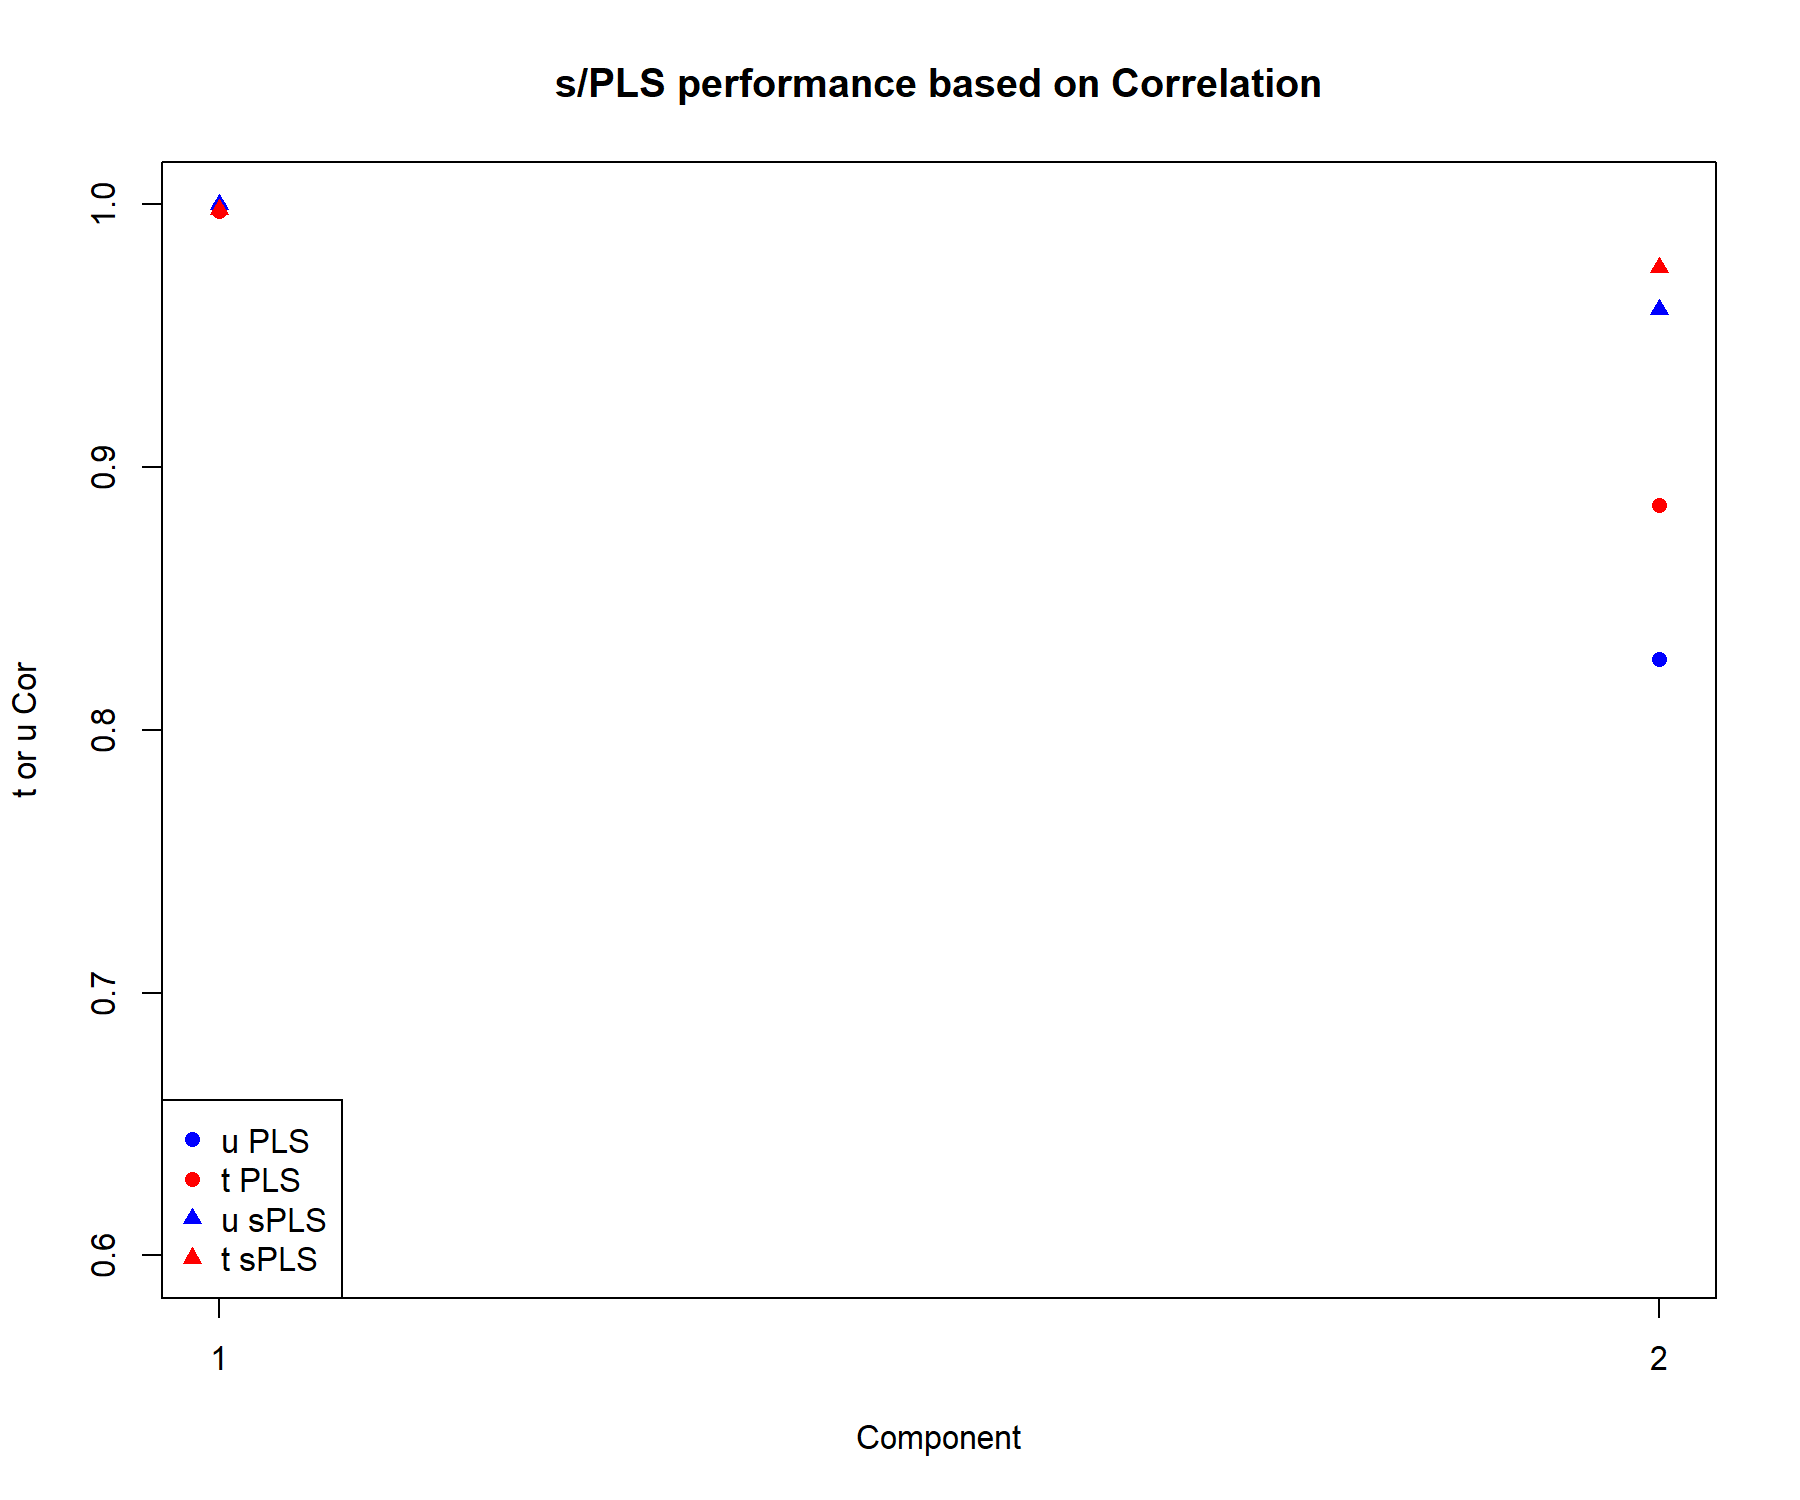 s/PLS performance based on Correlation
1.0
0.9
0.8
0.7
0.6
t or u Cor
u PLS
t PLS
u sPLS
t sPLS
1
2
Component